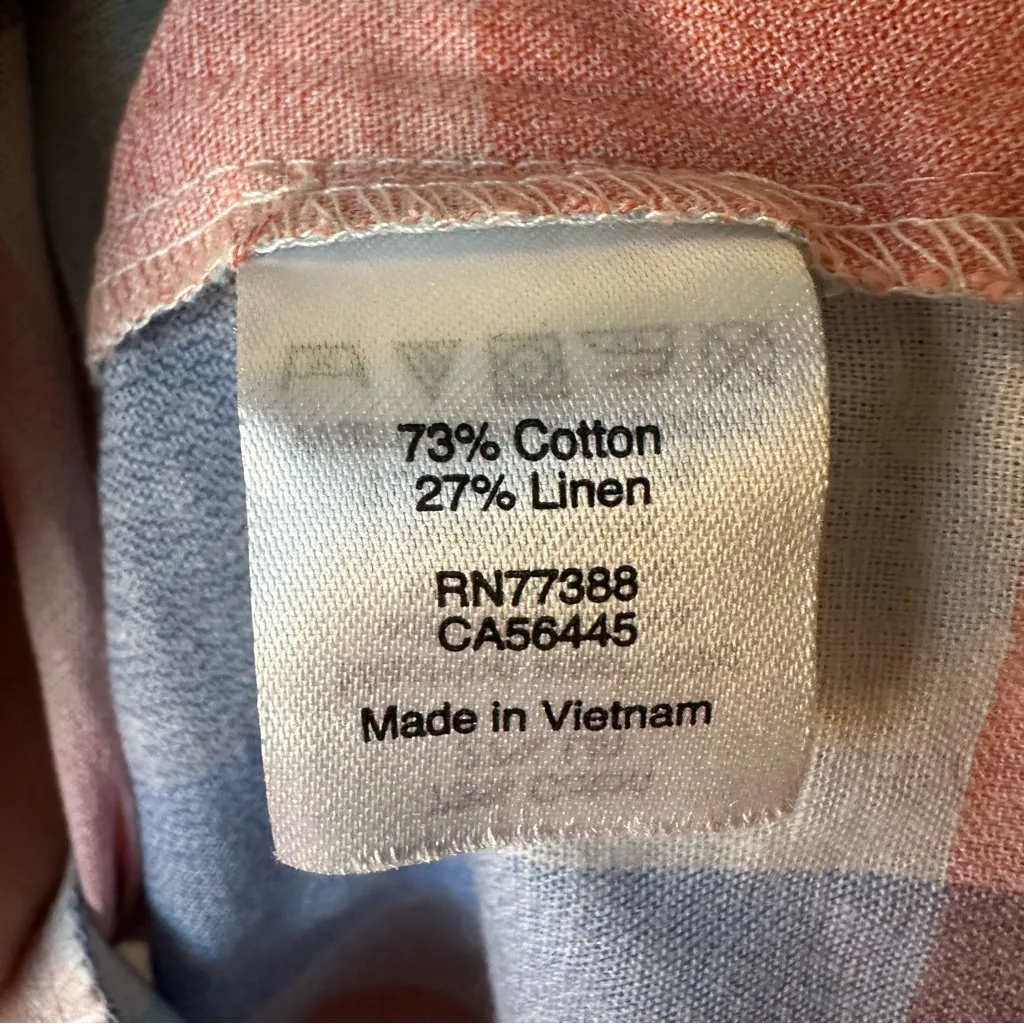 73% Cotton
27% Linen
RN77388
CA56445
Made in Vietnam